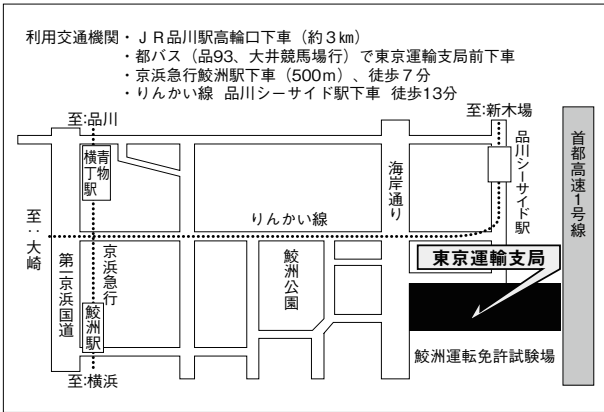 利用交通機関・ＪＲ品川駅高輪口下車（約３㎞）
・都バス（品93、大井競馬場行）で東京運輸支局前下車
・京浜急行鮫洲駅下車（500ｍ）、徒歩７分
・りんかい線 品川シーサイド駅下車 徒歩13分
至:品川
至:新木場
青物横丁駅
海岸通り
品川シーサイド駅
首都高速１号線
りんかい線
至:大崎
第一京浜国道
京浜急行
鮫洲公園
東京運輸支局
鮫洲駅
鮫洲運転免許試験場
至:横浜